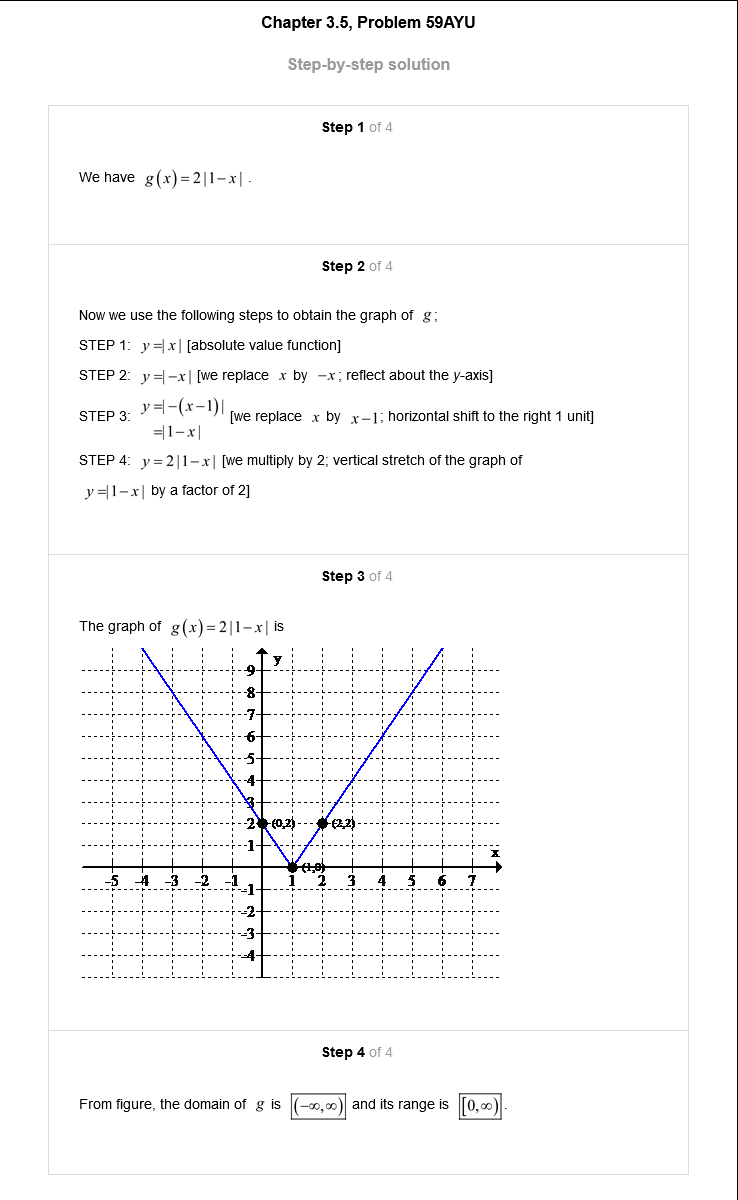 Chapter 3.5, Problem 59AYU
Step-by-step solution
Step 1 of 4
We have g(x)=2|1−x| .
Step 2 of 4
Now we use the following steps to obtain the graph of g;
STEP 1: y=|x| [absolute value function]
STEP 2: y=|−x| [we replace x by −x; reflect about the y-axis]
STEP 3: y=|−(x−1)| [we replace x by x−1; horizontal shift to the right 1 unit]
=|1−x|
STEP 4: y=2|1−x| [we multiply by 2; vertical stretch of the graph of
y=|1−x| by a factor of 2]
Step 3 of 4
The graph of g(x)=2|1−x| is
y
9
8
7
6
5
4
3
2 (0,2) (2,2)
1
x
(1,0)
-5 -4 -3 -2 -1 1 2 3 4 5 6 7
-1
-2
-3
-4
Step 4 of 4
From figure, the domain of g is (−∞,∞) and its range is [0,∞).